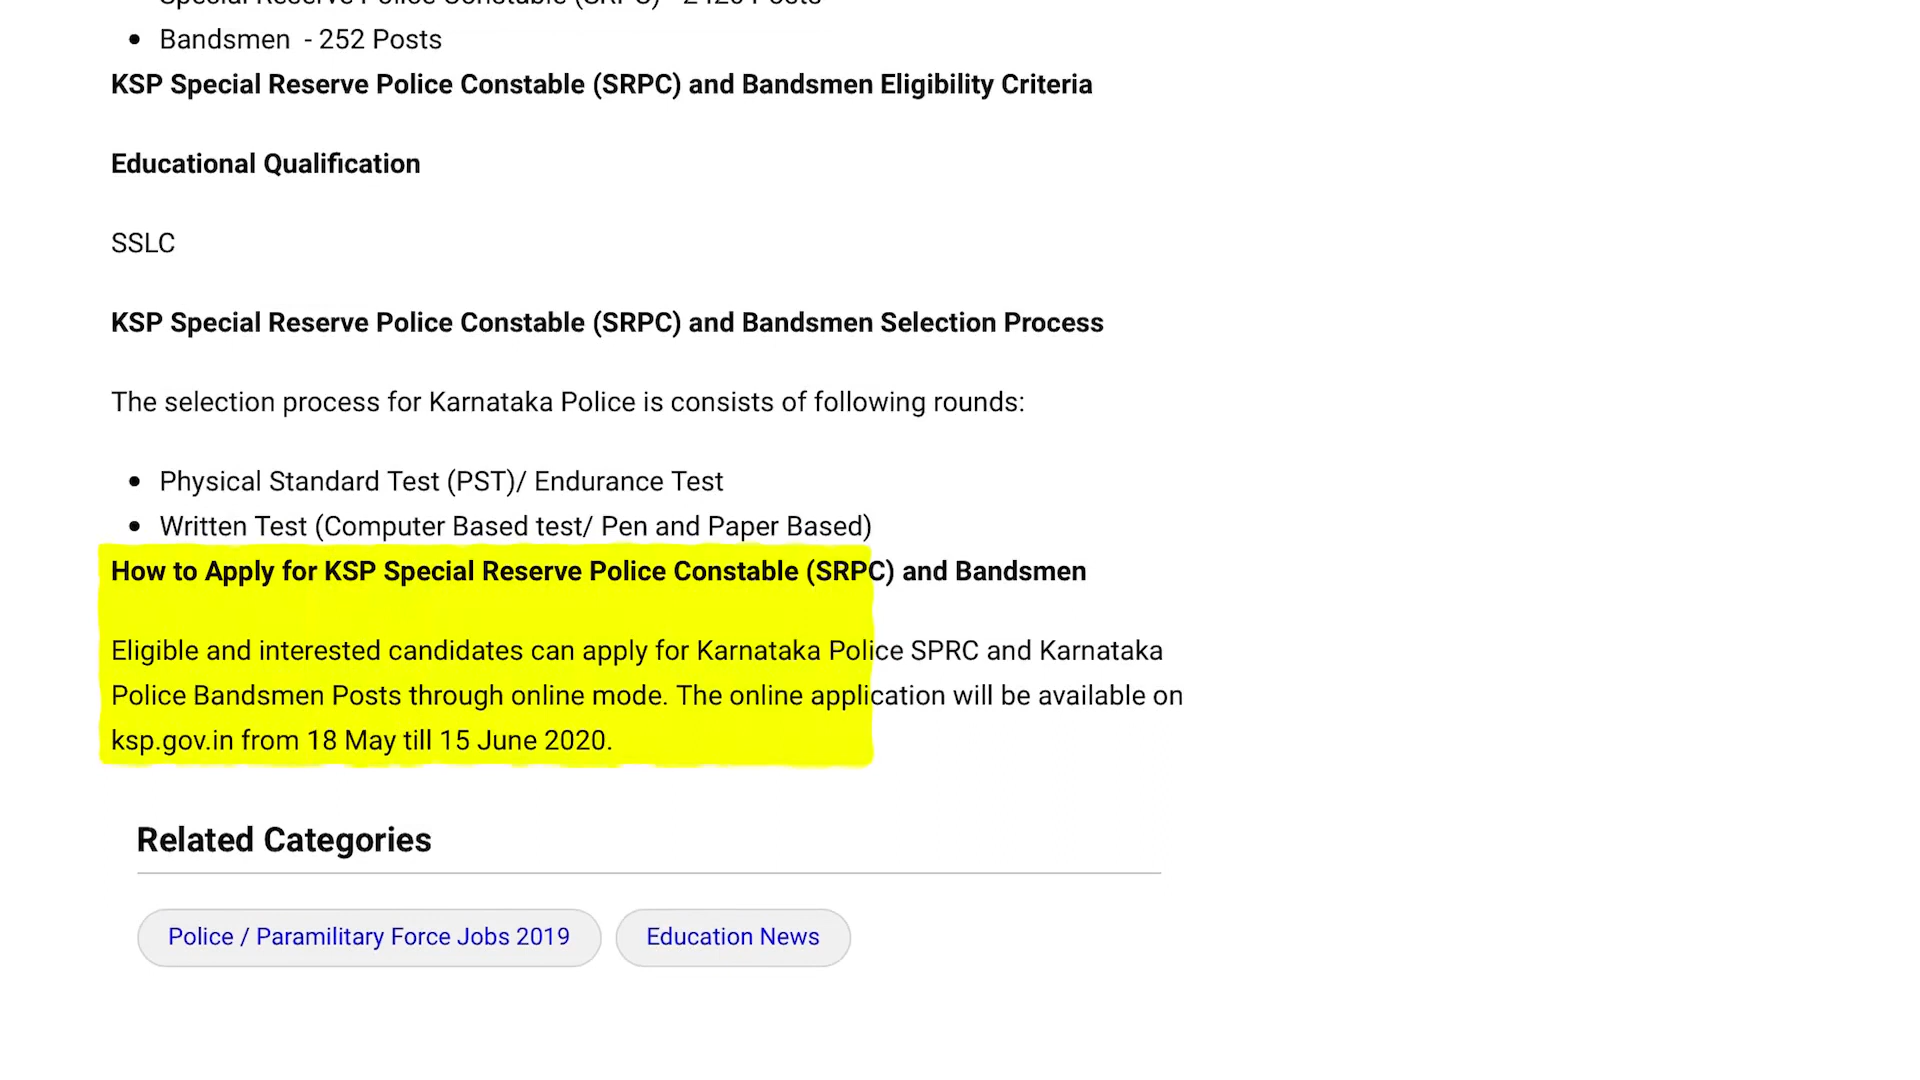 Bandsmen - 252 Posts
KSP Special Reserve Police Constable (SRPC) and Bandsmen Eligibility Criteria
Educational Qualification
SSLC
KSP Special Reserve Police Constable (SRPC) and Bandsmen Selection Process
The selection process for Karnataka Police is consists of following rounds:
Physical Standard Test (PST)/ Endurance Test
Written Test (Computer Based test/ Pen and Paper Based)
How to Apply for KSP Special Reserve Police Constable (SRPC) and Bandsmen
Eligible and interested candidates can apply for Karnataka Police SPRC and Karnataka
Police Bandsmen Posts through online mode. The online application will be available on
ksp.gov.in from 18 May till 15 June 2020.
Related Categories
Police / Paramilitary Force Jobs 2019
Education News